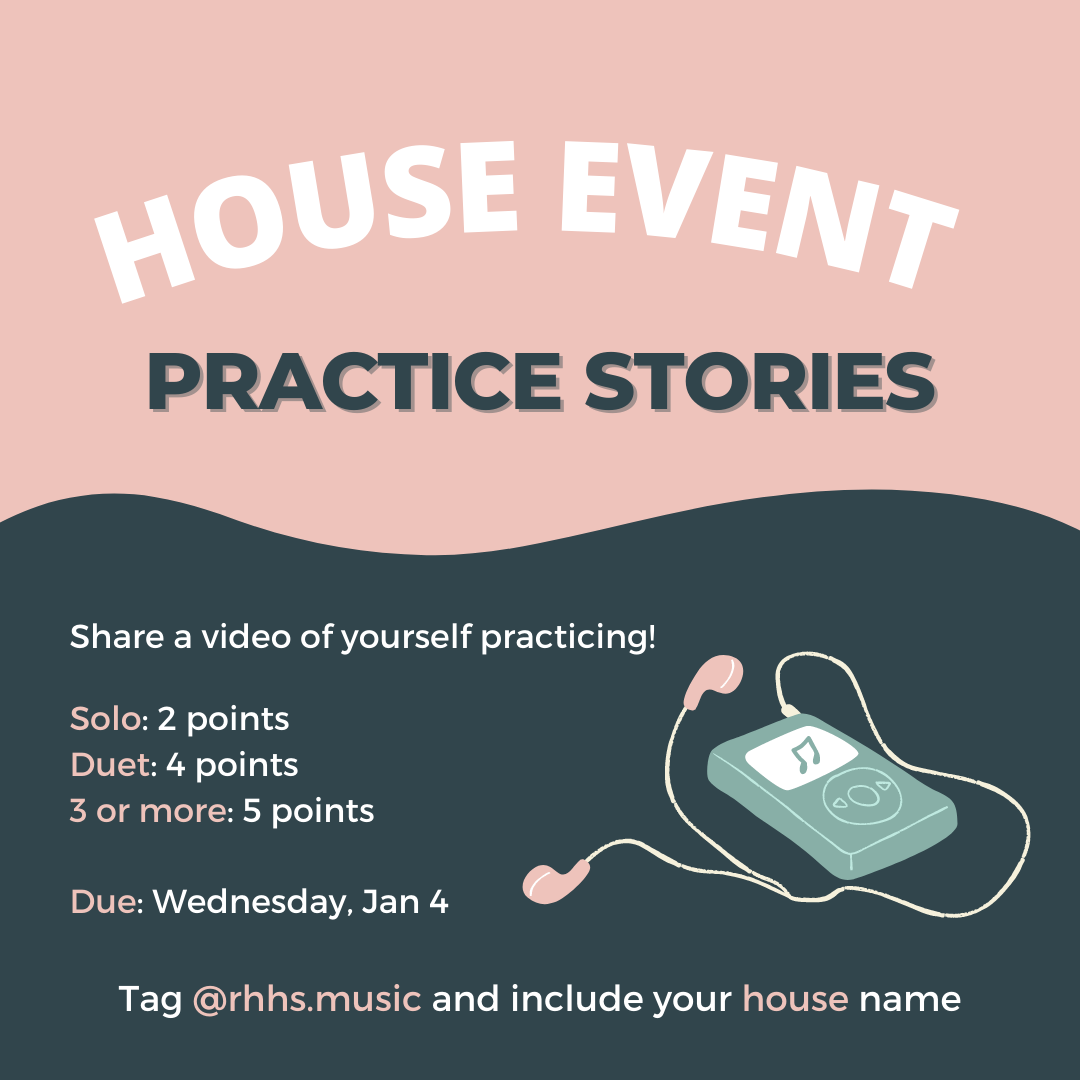 HOUSE EVENT
PRACTICE STORIES
Share a video of yourself practicing!
Solo: 2 points
Duet: 4 points
3 or more: 5 points
Due: Wednesday, Jan 4
Tag @rhhs.music and include your house name